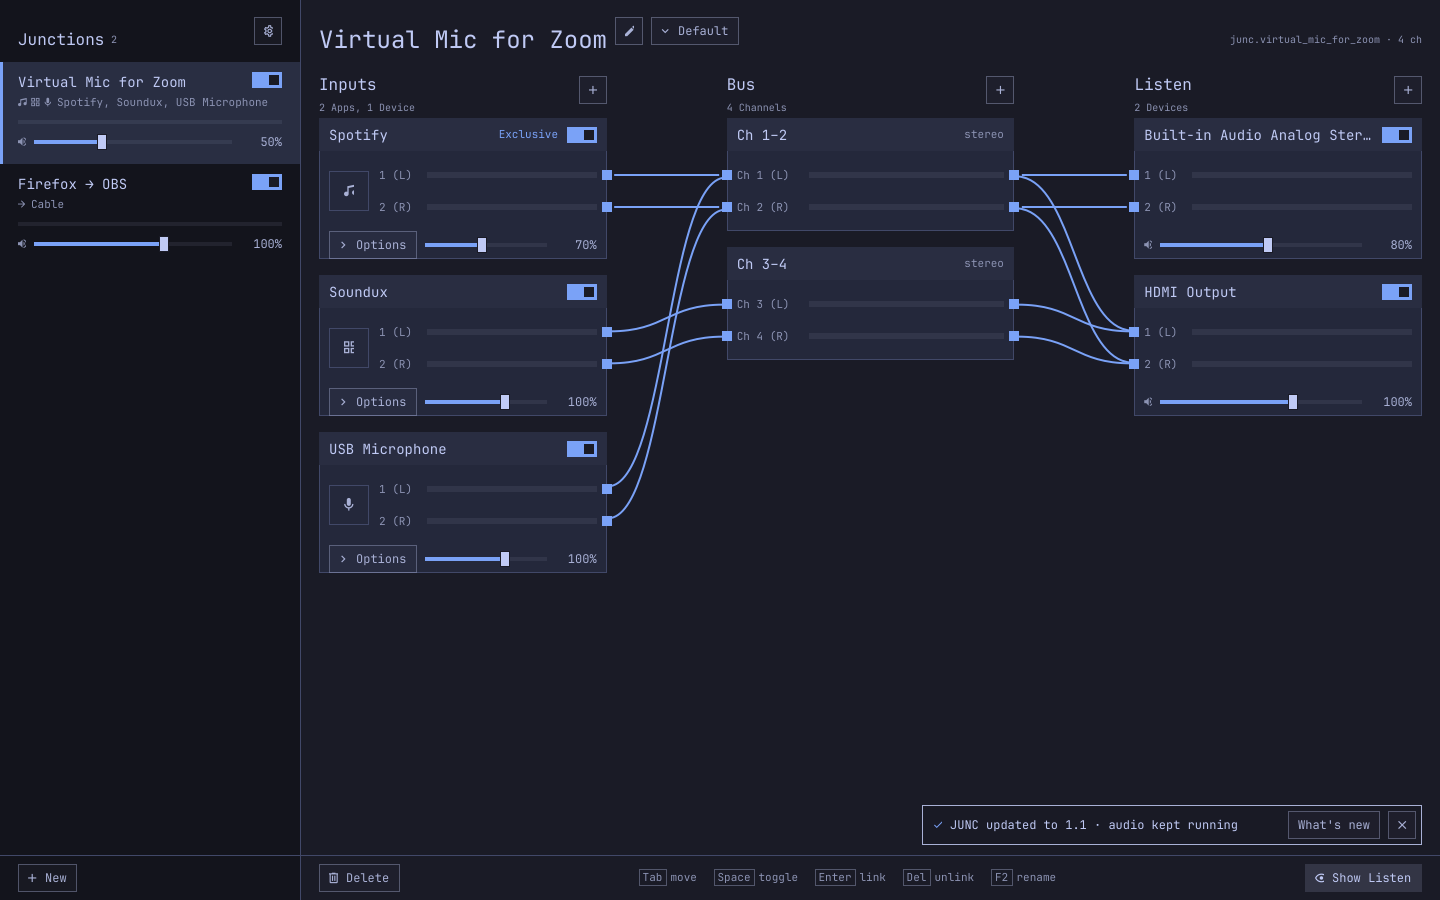 Junctions 2
Virtual Mic for Zoom
Spotify, Soundux, USB Microphone
50%
Firefox → OBS
→ Cable
100%
+ New
Virtual Mic for Zoom
Default
junc.virtual_mic_for_zoom · 4 ch
Inputs
2 Apps, 1 Device
+
Spotify
Exclusive
1 (L)
2 (R)
Options
70%
Soundux
1 (L)
2 (R)
Options
100%
USB Microphone
1 (L)
2 (R)
Options
100%
Bus
4 Channels
+
Ch 1–2
stereo
Ch 1 (L)
Ch 2 (R)
Ch 3–4
stereo
Ch 3 (L)
Ch 4 (R)
Listen
2 Devices
+
Built-in Audio Analog Ster…
1 (L)
2 (R)
80%
HDMI Output
1 (L)
2 (R)
100%
JUNC updated to 1.1 · audio kept running
What's new
Delete
Tab move Space toggle Enter link Del unlink F2 rename
Show Listen